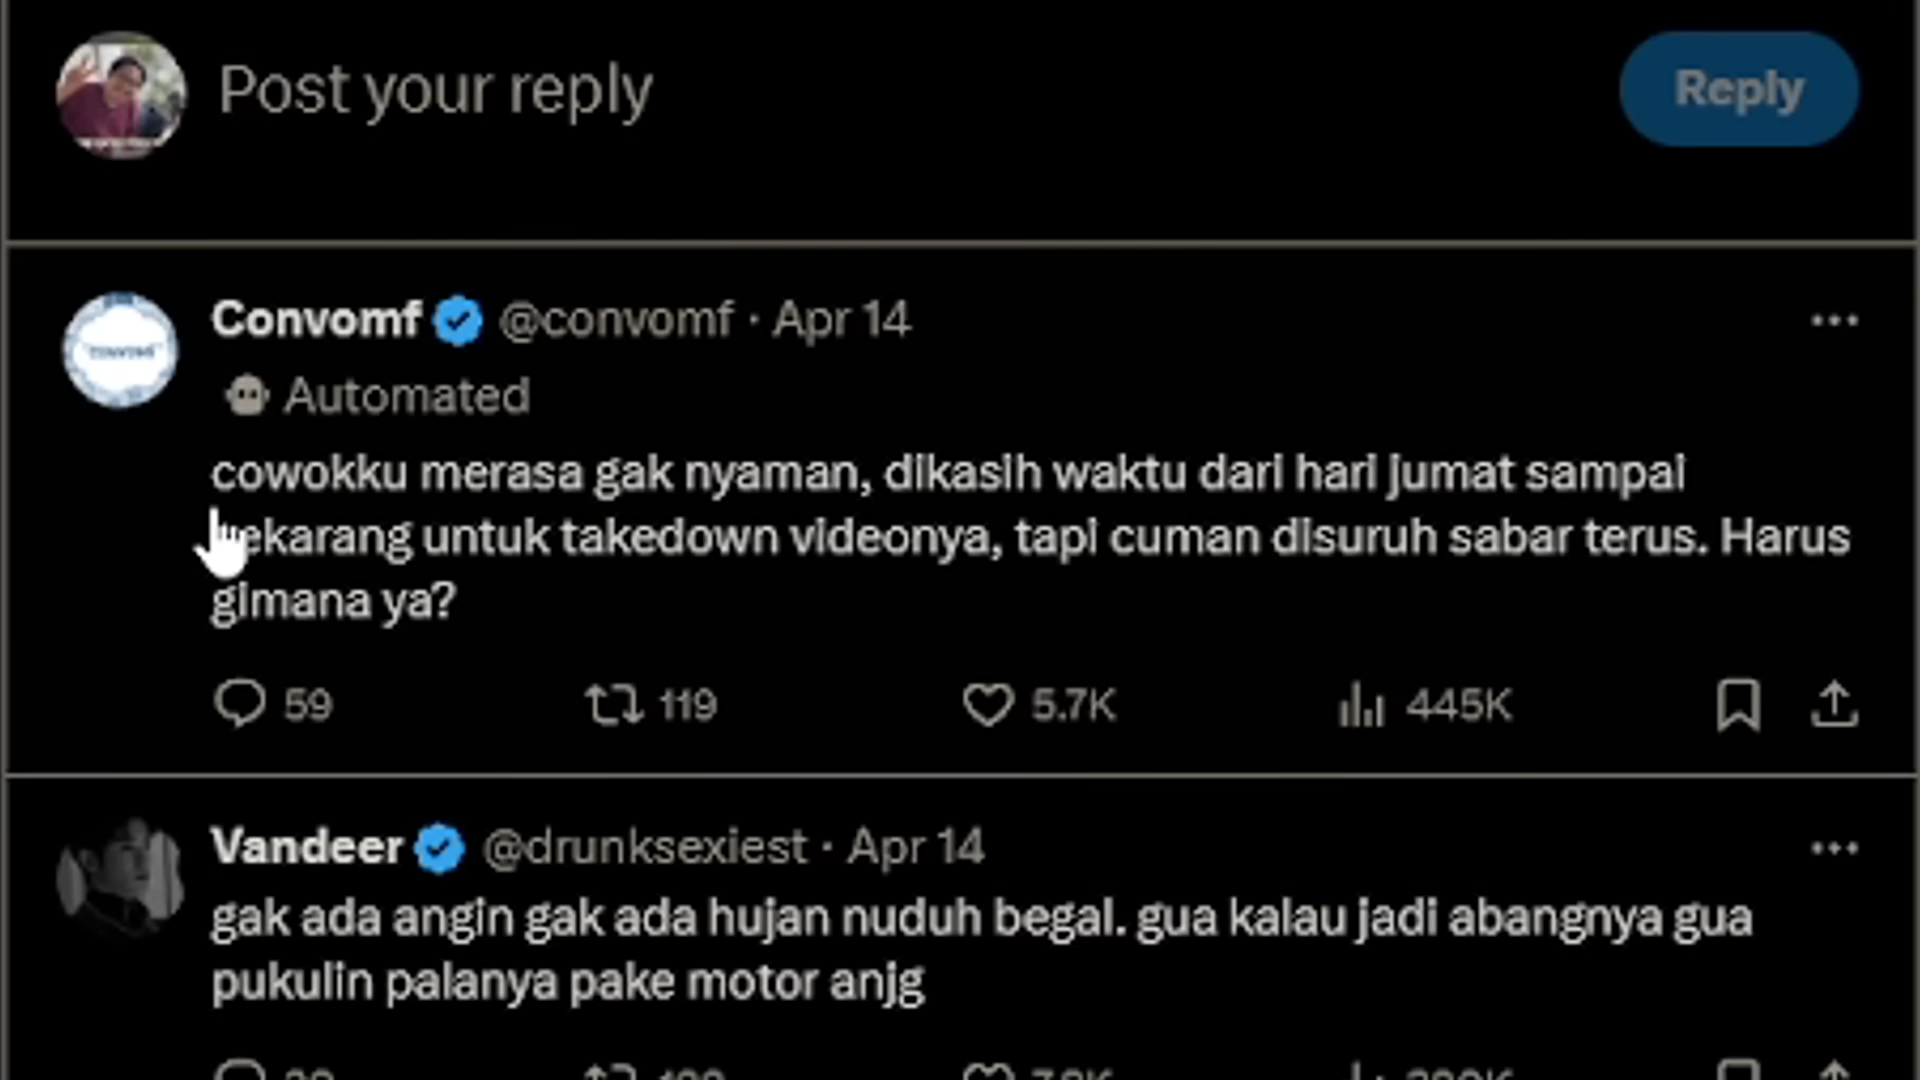 Post your reply
Reply
Convomf @convomf · Apr 14
Automated
cowokku merasa gak nyaman, dikasih waktu dari hari jumat sampai
sekarang untuk takedown videonya, tapi cuman disuruh sabar terus. Harus
gimana ya?
59 119 5.7K 445K
Vandeer @drunksexiest · Apr 14
gak ada angin gak ada hujan nuduh begal. gua kalau jadi abangnya gua
pukulin palanya pake motor anjg